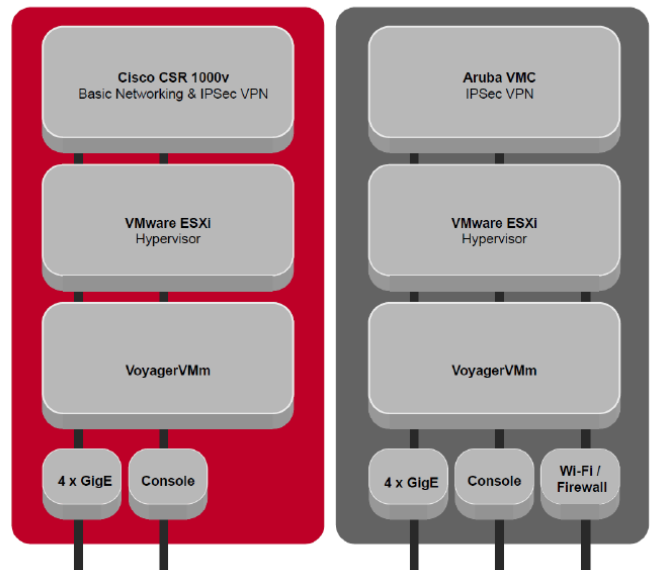 Cisco CSR 1000v
Basic Networking & IPSec VPN
VMware ESXi
Hypervisor
VoyagerVMm
4 x GigE
Console
Aruba VMC
IPSec VPN
VMware ESXi
Hypervisor
VoyagerVMm
4 x GigE
Console
Wi-Fi /
Firewall